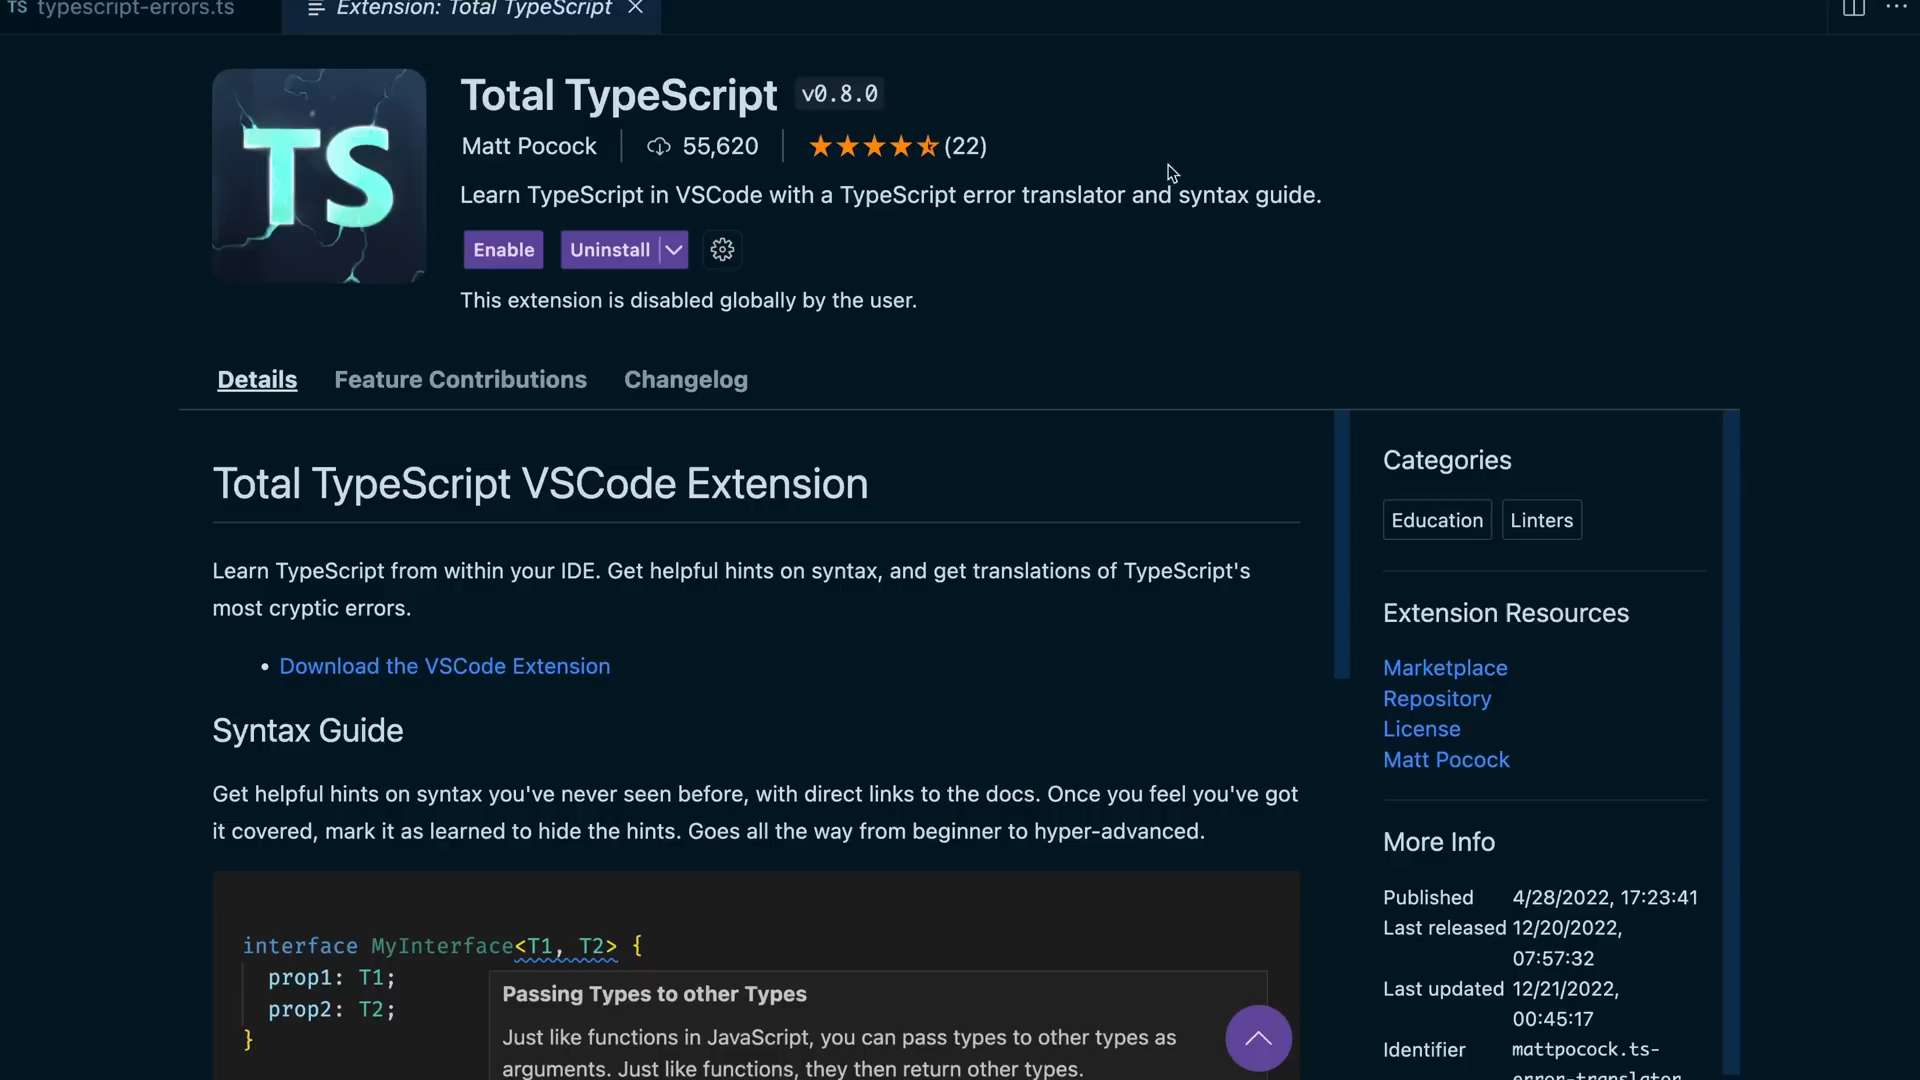 TS typescript-errors.ts
Extension: Total TypeScript
TS
Total TypeScript v0.8.0
Matt Pocock 55,620 (22)
Learn TypeScript in VSCode with a TypeScript error translator and syntax guide.
Enable Uninstall
This extension is disabled globally by the user.
Details Feature Contributions Changelog
Total TypeScript VSCode Extension
Learn TypeScript from within your IDE. Get helpful hints on syntax, and get translations of TypeScript's
most cryptic errors.
• Download the VSCode Extension
Syntax Guide
Get helpful hints on syntax you've never seen before, with direct links to the docs. Once you feel you've got
it covered, mark it as learned to hide the hints. Goes all the way from beginner to hyper-advanced.
interface MyInterface<T1, T2> {
prop1: T1;
prop2: T2;
}
Passing Types to other Types
Just like functions in JavaScript, you can pass types to other types as
arguments. Just like functions, they then return other types.
Categories
Education Linters
Extension Resources
Marketplace
Repository
License
Matt Pocock
More Info
Published 4/28/2022, 17:23:41
Last released 12/20/2022,
07:57:32
Last updated 12/21/2022,
00:45:17
Identifier mattpocock.ts-
error-translator